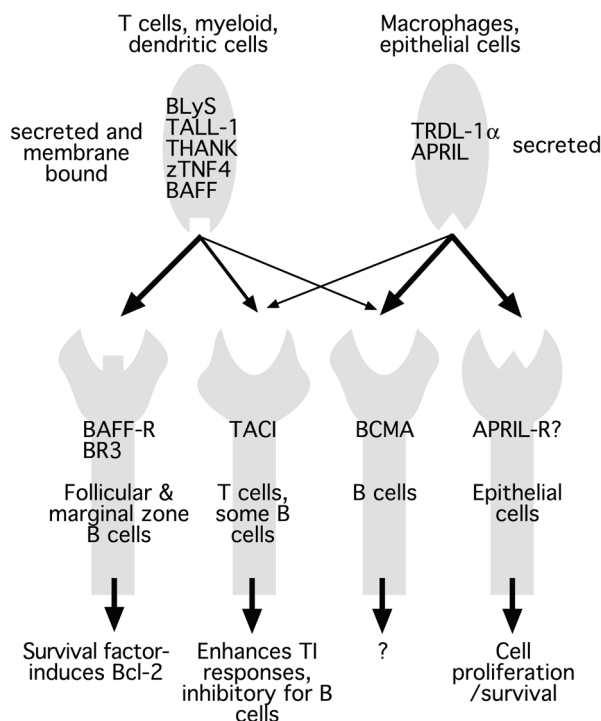 T cells, myeloid,
dendritic cells
Macrophages,
epithelial cells
secreted and
membrane
bound
BLyS
TALL-1
THANK
zTNF4
BAFF
TRDL-1α
APRIL
secreted
BAFF-R
BR3
TACI
BCMA
APRIL-R?
Follicular &
marginal zone
B cells
T cells,
some B
cells
B cells
Epithelial
cells
Survival factor-
induces Bcl-2
Enhances TI
responses,
inhibitory for B
cells
?
Cell
proliferation
/survival